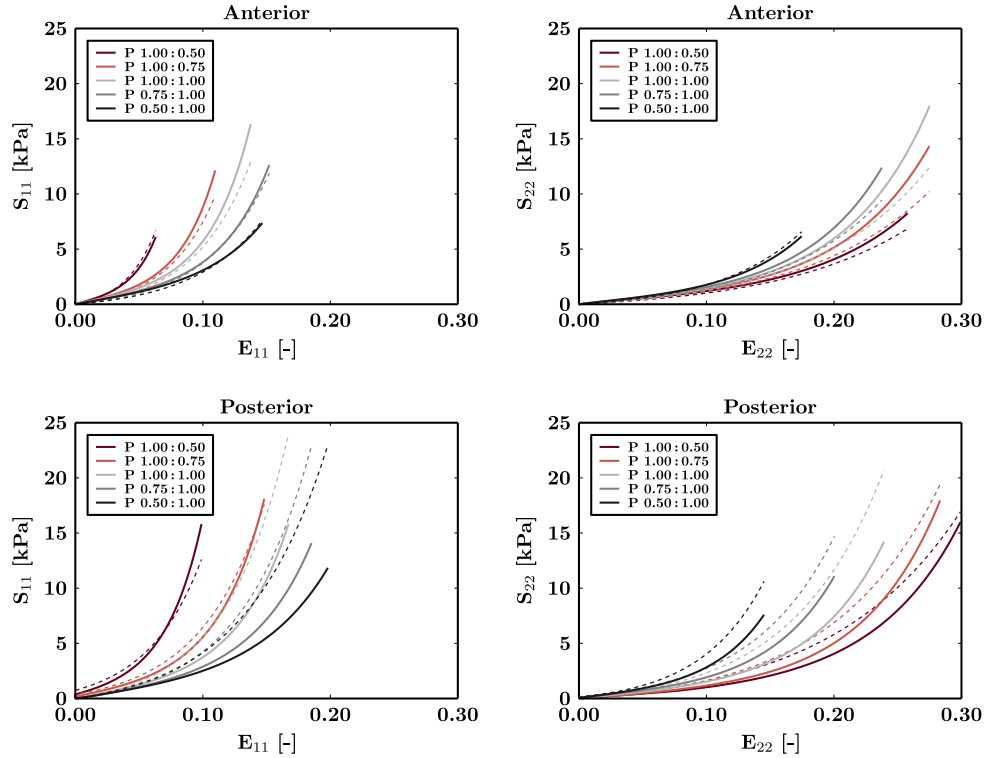 Anterior
25
20
15
10
5
0
0.00 0.10 0.20 0.30
S₁₁ [kPa]
E₁₁ [-]
P 1.00:0.50
P 1.00:0.75
P 1.00:1.00
P 0.75:1.00
P 0.50:1.00
Anterior
25
20
15
10
5
0
0.00 0.10 0.20 0.30
S₂₂ [kPa]
E₂₂ [-]
P 1.00:0.50
P 1.00:0.75
P 1.00:1.00
P 0.75:1.00
P 0.50:1.00
Posterior
25
20
15
10
5
0
0.00 0.10 0.20 0.30
S₁₁ [kPa]
E₁₁ [-]
P 1.00:0.50
P 1.00:0.75
P 1.00:1.00
P 0.75:1.00
P 0.50:1.00
Posterior
25
20
15
10
5
0
0.00 0.10 0.20 0.30
S₂₂ [kPa]
E₂₂ [-]
P 1.00:0.50
P 1.00:0.75
P 1.00:1.00
P 0.75:1.00
P 0.50:1.00